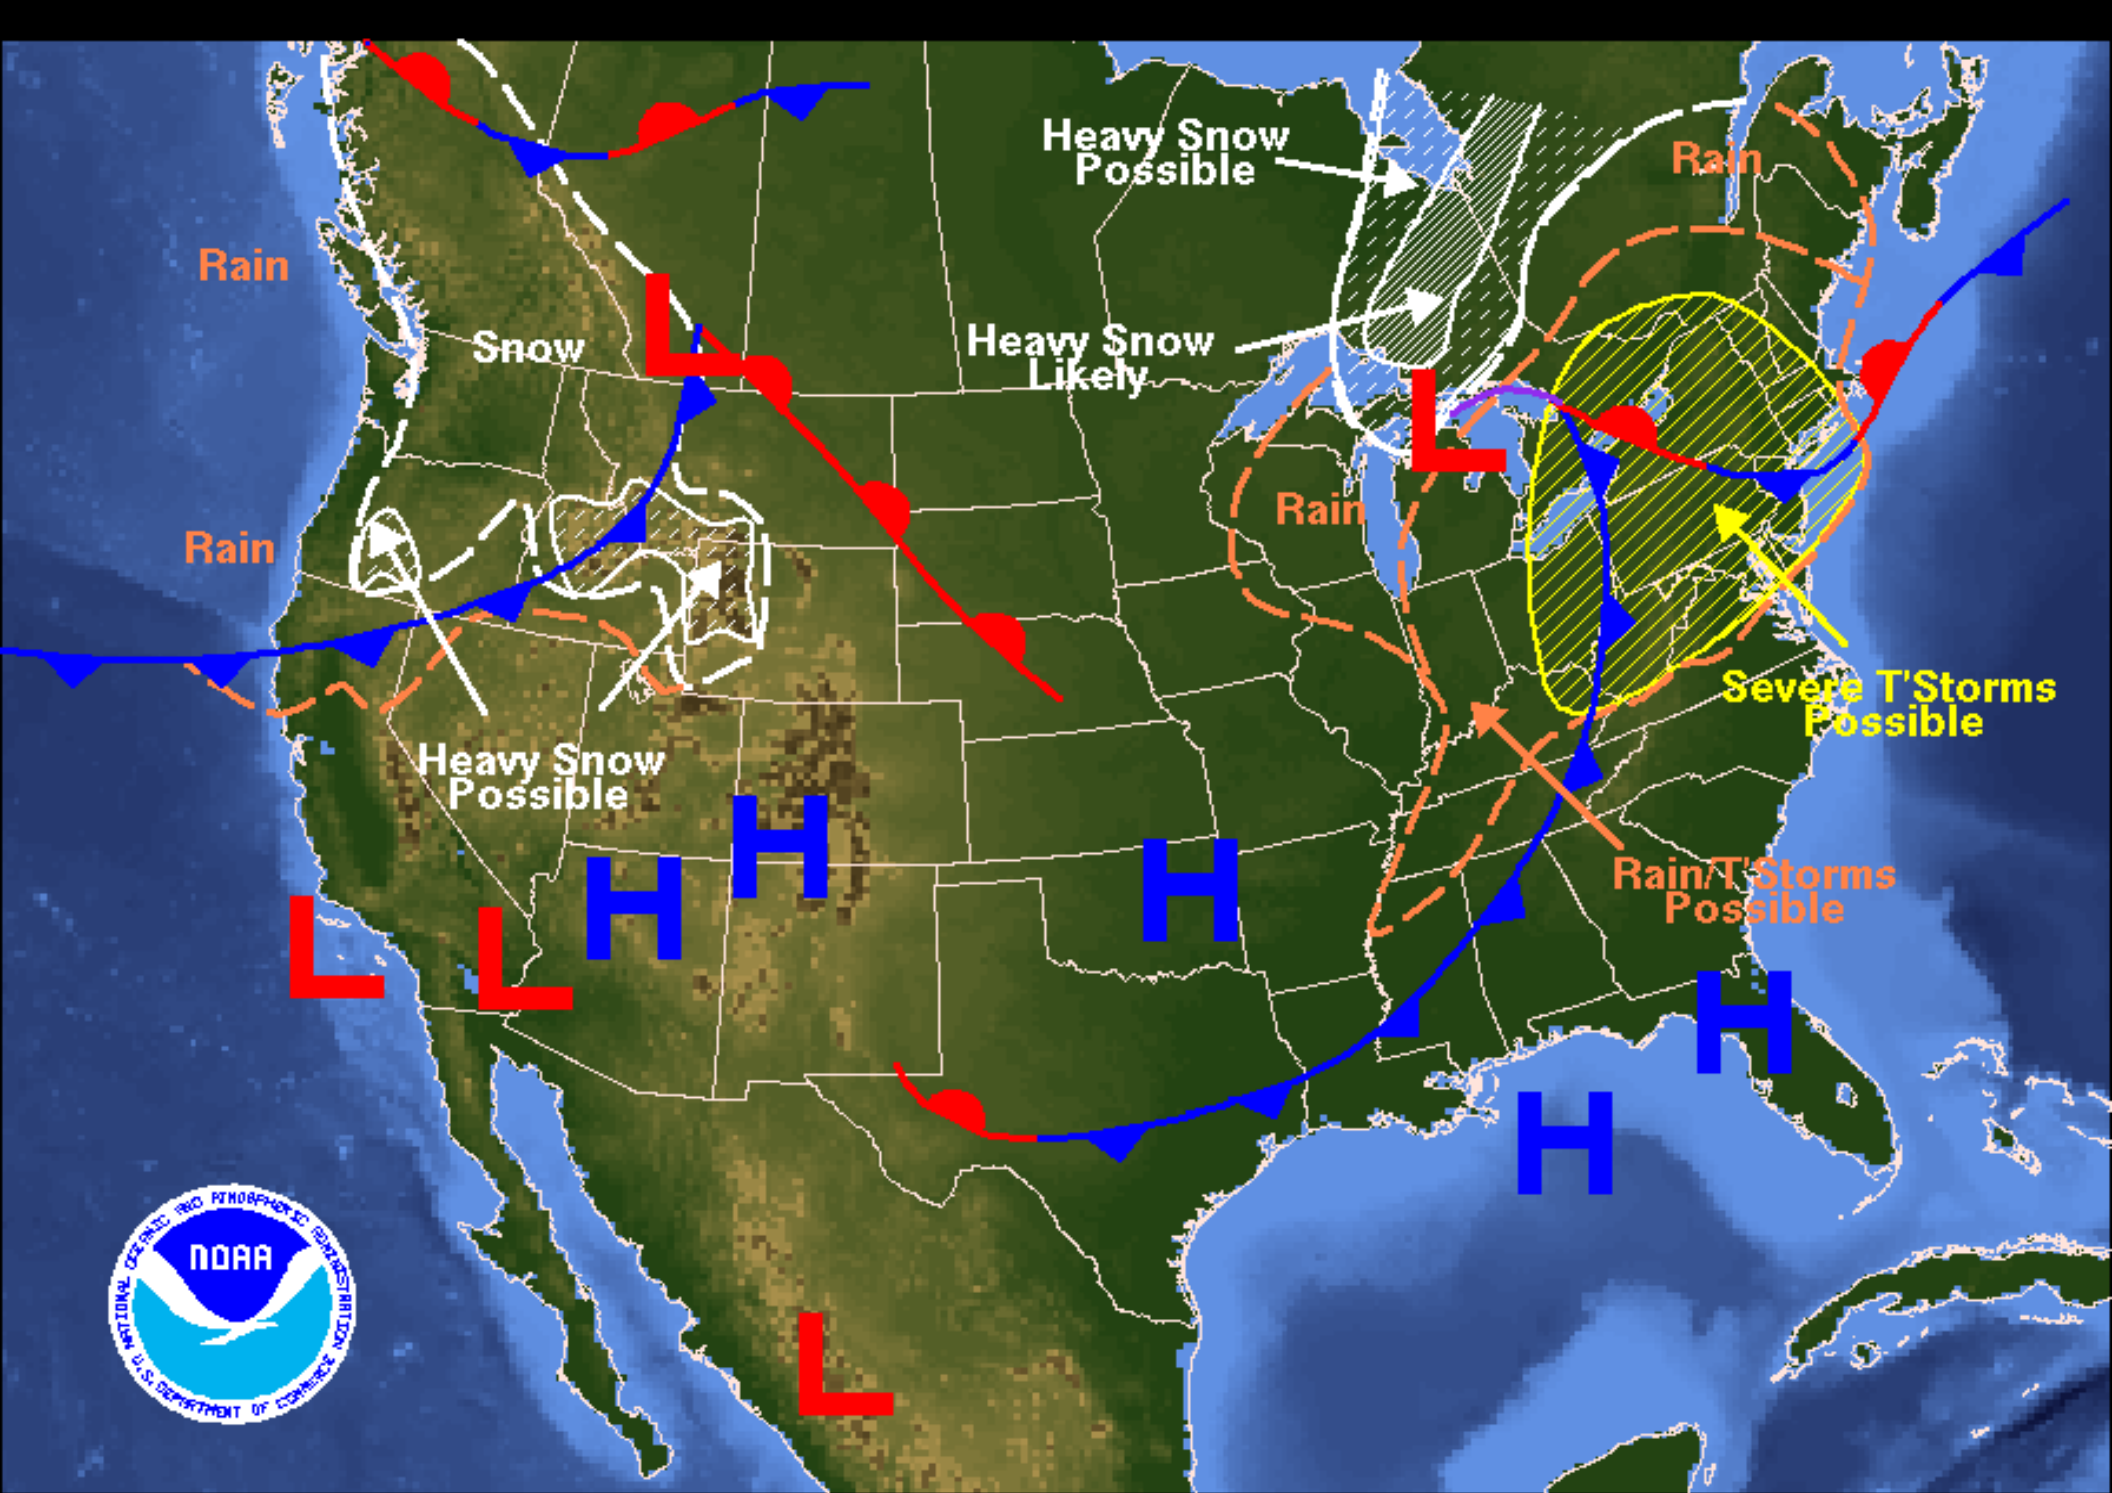 Heavy Snow
Possible
Rain
Rain
Heavy Snow
Likely
Snow
L
L
Rain
Rain
Severe T'Storms
Possible
Heavy Snow
Possible
H
H
H
Rain/T'Storms
Possible
L
L
H
H
L
NATIONAL OCEANIC AND ATMOSPHERIC ADMINISTRATION
NOAA
U.S. DEPARTMENT OF COMMERCE